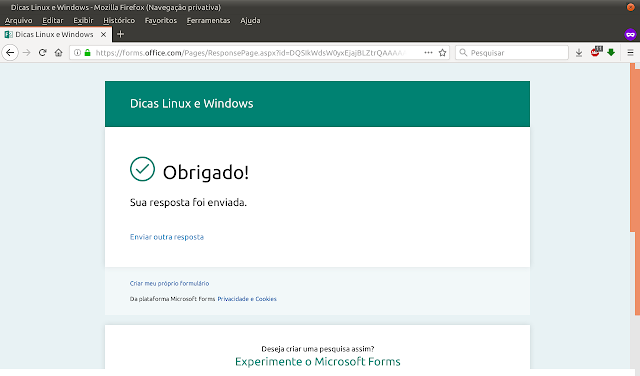 Dicas Linux e Windows - Mozilla Firefox (Navegação privativa)
Arquivo Editar Exibir Histórico Favoritos Ferramentas Ajuda
Dicas Linux e Windows
https://forms.office.com/Pages/ResponsePage.aspx?id=DQSIkWdsW0yxEjajBLZtrQAAAA
Pesquisar
Dicas Linux e Windows
Obrigado!
Sua resposta foi enviada.
Enviar outra resposta
Criar meu próprio formulário
Da plataforma Microsoft Forms Privacidade e Cookies
Deseja criar uma pesquisa assim?
Experimente o Microsoft Forms